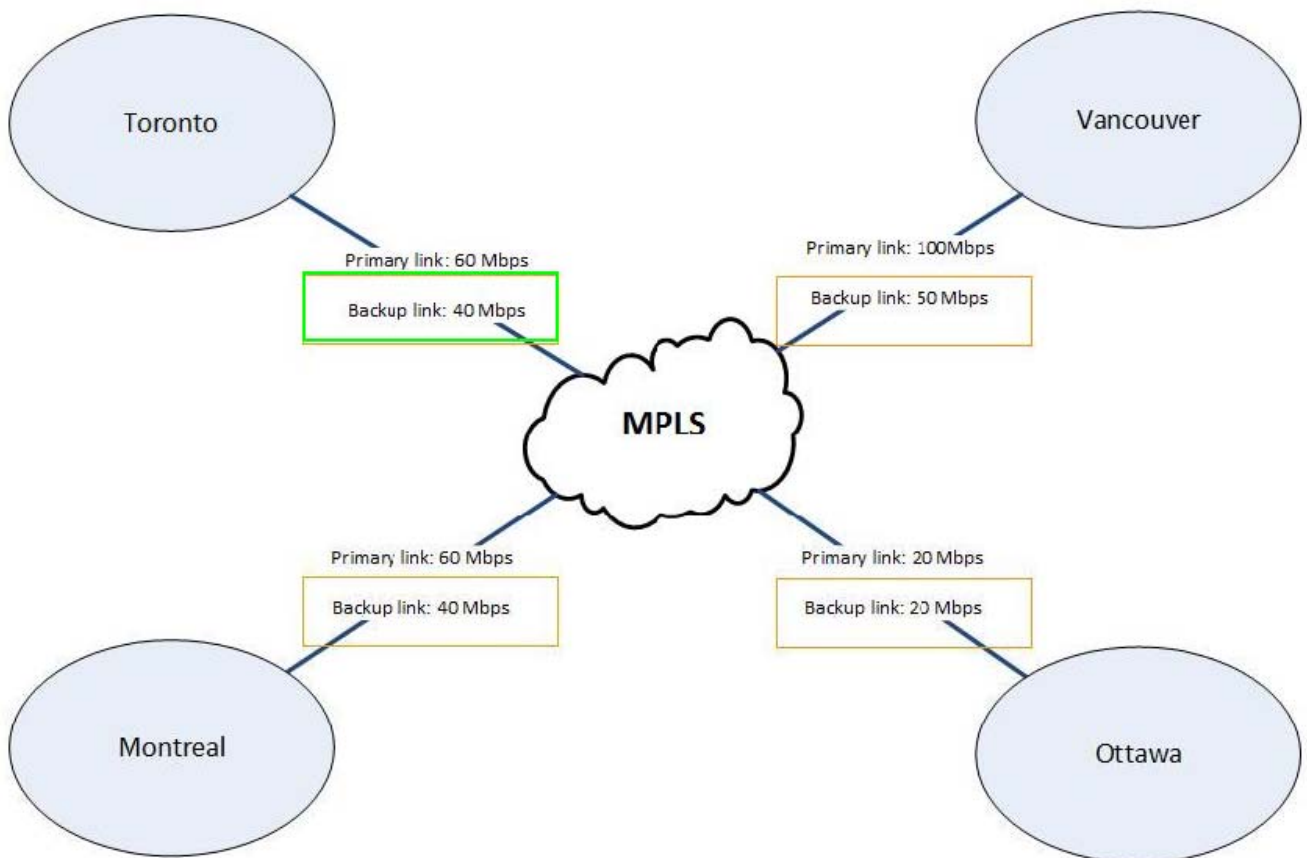 Toronto
Vancouver
Primary link: 60 Mbps
Backup link: 40 Mbps
Primary link: 100Mbps
Backup link: 50 Mbps
MPLS
Primary link: 60 Mbps
Backup link: 40 Mbps
Primary link: 20 Mbps
Backup link: 20 Mbps
Montreal
Ottawa